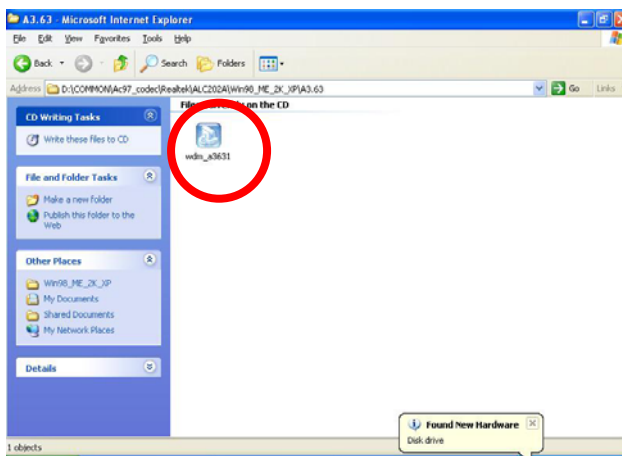 A3.63 - Microsoft Internet Explorer
File Edit View Favorites Tools Help
Back Search Folders
Address D:\COMMON\Ac97_codec\Realtek\ALC202A\Win98_ME_2K_XP\A3.63 Go Links
CD Writing Tasks
Write these files to CD
on the CD
wdm_a3631
File and Folder Tasks
Make a new folder
Publish this folder to the
Web
Other Places
Win98_ME_2K_XP
My Documents
Shared Documents
My Network Places
Details
Found New Hardware
Disk drive
1 objects